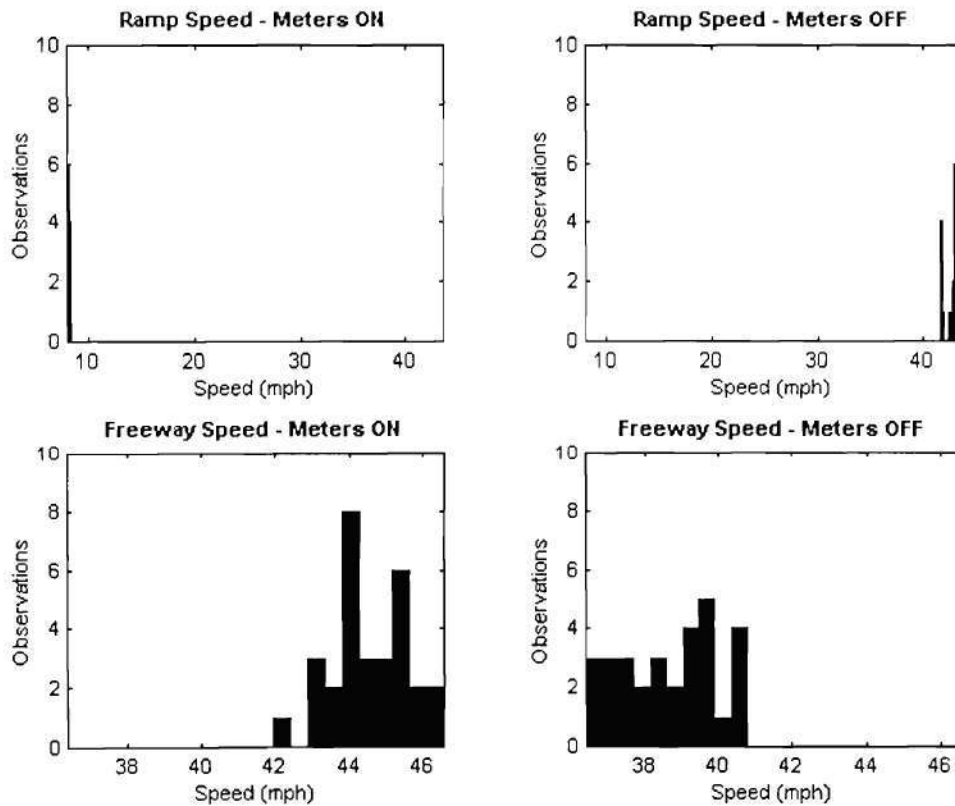 Ramp Speed - Meters ON
10
8
6
4
2
0
Observations
10 20 30 40
Speed (mph)
Ramp Speed - Meters OFF
10
8
6
4
2
0
Observations
10 20 30 40
Speed (mph)
Freeway Speed - Meters ON
10
8
6
4
2
0
Observations
38 40 42 44 46
Speed (mph)
Freeway Speed - Meters OFF
10
8
6
4
2
0
Observations
38 40 42 44 46
Speed (mph)